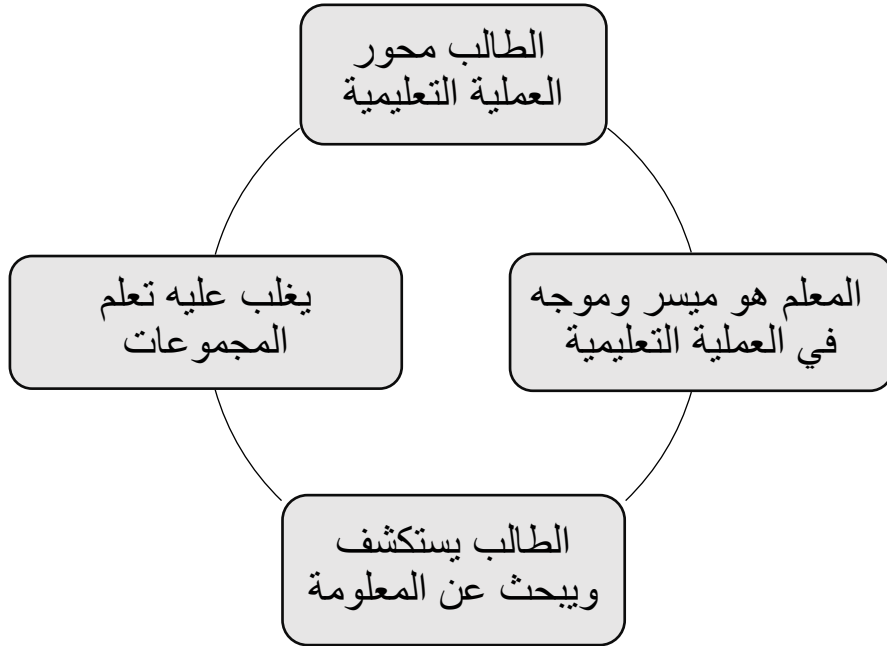 الطالب محور
العملية التعليمية
المعلم هو ميسر وموجه
في العملية التعليمية
يغلب عليه تعلم
المجموعات
الطالب يستكشف
ويبحث عن المعلومة